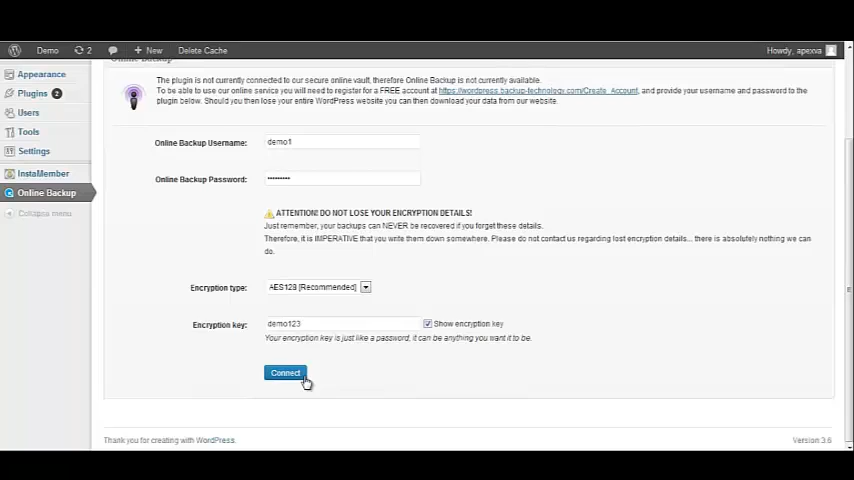 Demo 2 + New Delete Cache Howdy, apexva
Online Backup
Appearance
Plugins 2
Users
Tools
Settings
InstaMember
Online Backup
Collapse menu
The plugin is not currently connected to our secure online vault, therefore Online Backup is not currently available.
To be able to use our online service you will need to register for a FREE account at https://wordpress.backup-technology.com/Create_Account, and provide your username and password to the
plugin below. Should you then lose your entire WordPress website you can then download your data from our website.
Online Backup Username: demo1
Online Backup Password: •••••••••
ATTENTION! DO NOT LOSE YOUR ENCRYPTION DETAILS!
Just remember, your backups can NEVER be recovered if you forget these details.
Therefore, it is IMPERATIVE that you write them down somewhere. Please do not contact us regarding lost encryption details... there is absolutely nothing we can
do.
Encryption type: AES128 [Recommended]
Encryption key: demo123 Show encryption key
Your encryption key is just like a password, it can be anything you want it to be.
Connect
Thank you for creating with WordPress. Version 3.6